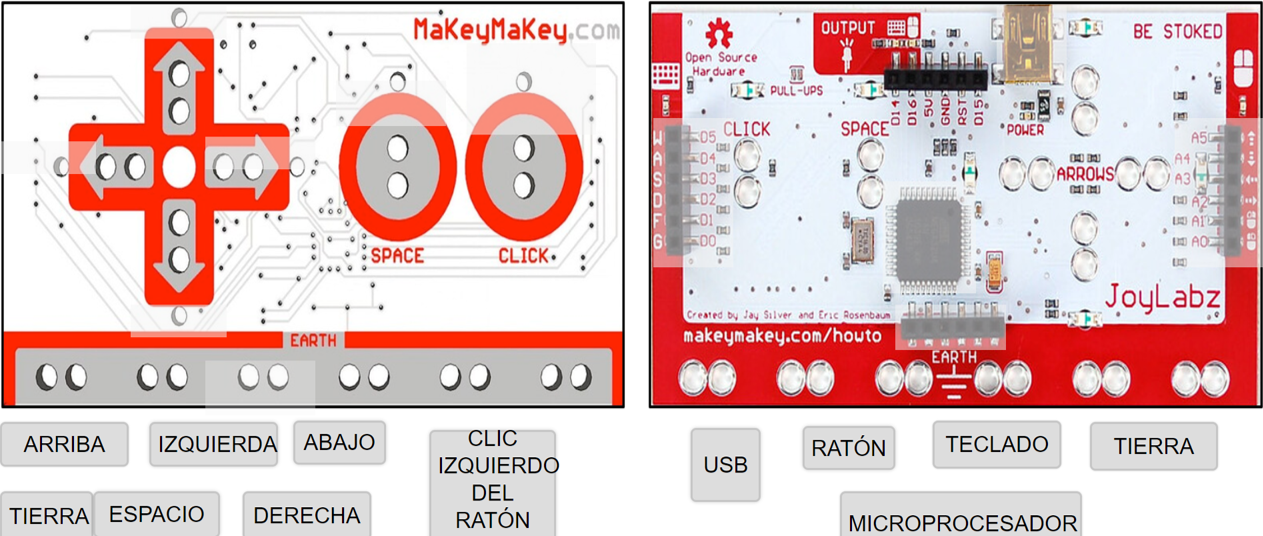 MaKeyMaKey.com
SPACE
CLICK
EARTH
OUTPUT
BE STOKED
Open Source
Hardware
PULL-UPS
D14
D16
5V
GND
RST
D15
POWER
CLICK
SPACE
ARROWS
W
A
S
D
F
G
D5
D4
D3
D2
D1
D0
A5
A4
A3
A2
A1
A0
JoyLabz
Created by Jay Silver and Eric Rosenbaum
makeymakey.com/howto
EARTH
ARRIBA
IZQUIERDA
ABAJO
CLIC
IZQUIERDO
DEL
RATÓN
TIERRA
ESPACIO
DERECHA
USB
RATÓN
TECLADO
TIERRA
MICROPROCESADOR